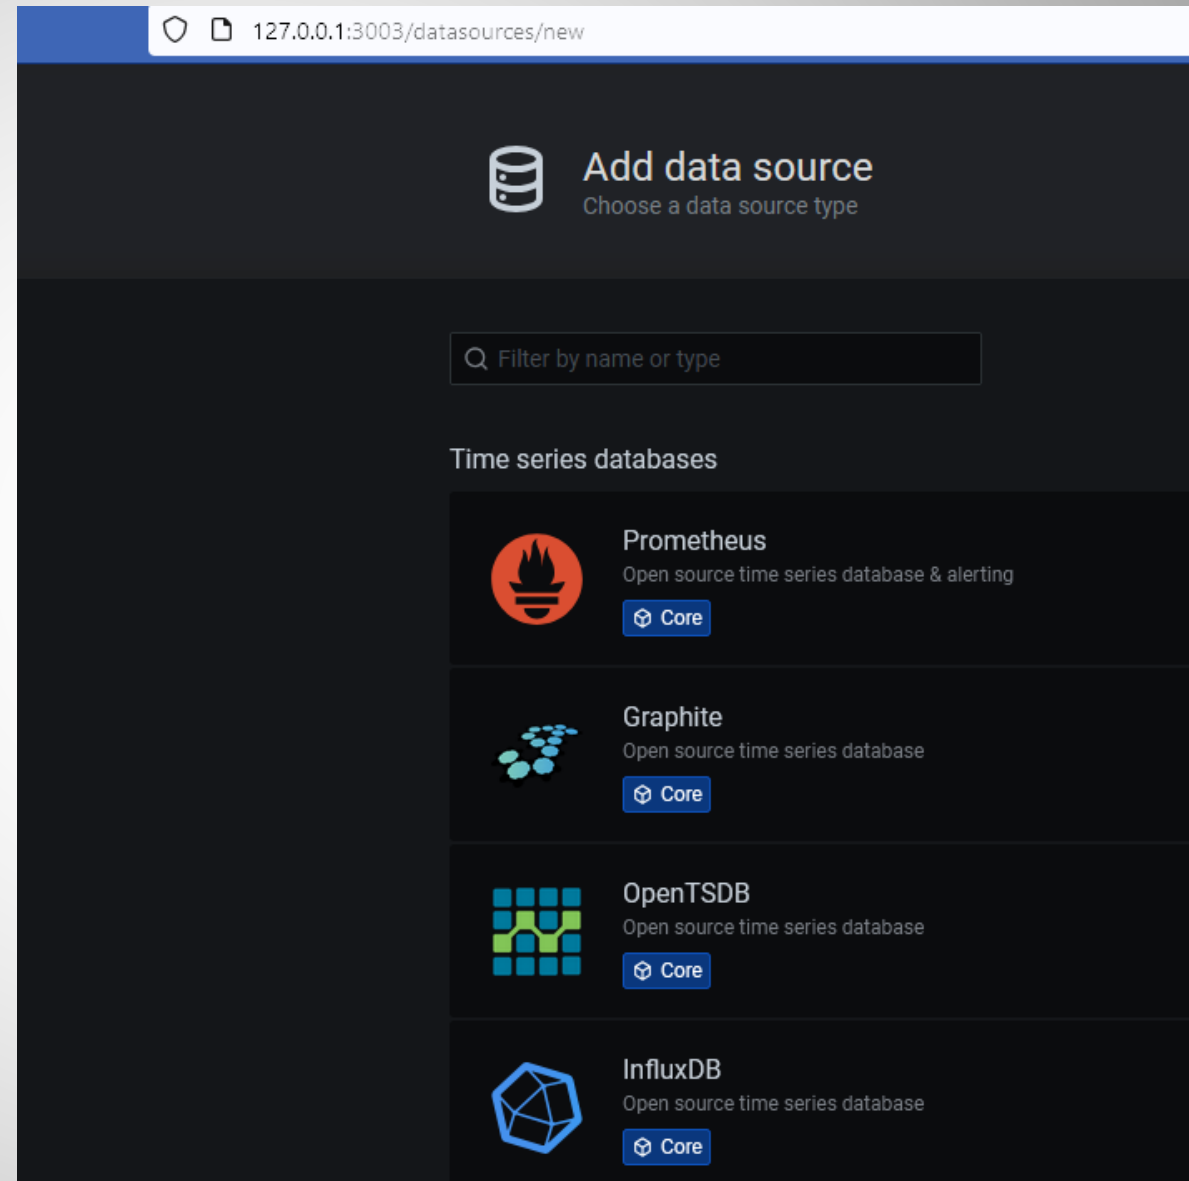 127.0.0.1:3003/datasources/new
Add data source
Choose a data source type
Filter by name or type
Time series databases
Prometheus
Open source time series database & alerting
Core
Graphite
Open source time series database
Core
OpenTSDB
Open source time series database
Core
InfluxDB
Open source time series database
Core